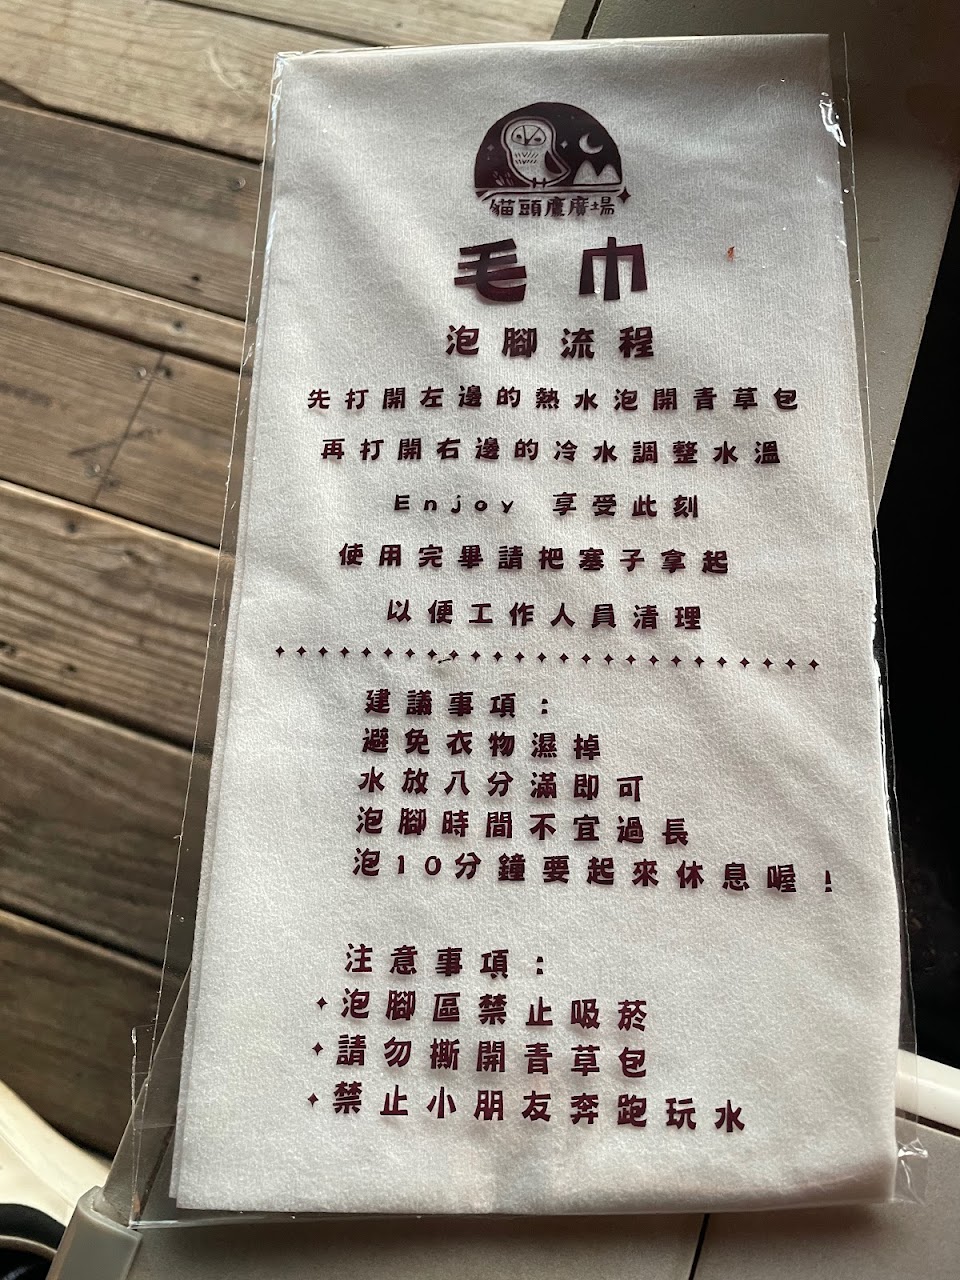 貓頭鷹廣場
毛巾
泡腳流程
先打開左邊的熱水泡開青草包
再打開右邊的冷水調整水溫
Enjoy 享受此刻
使用完畢請把塞子拿起
以便工作人員清理
建議事項：
避免衣物濕掉
水放八分滿即可
泡腳時間不宜過長
泡10分鐘要起來休息喔！
注意事項：
泡腳區禁止吸菸
請勿撕開青草包
禁止小朋友奔跑玩水